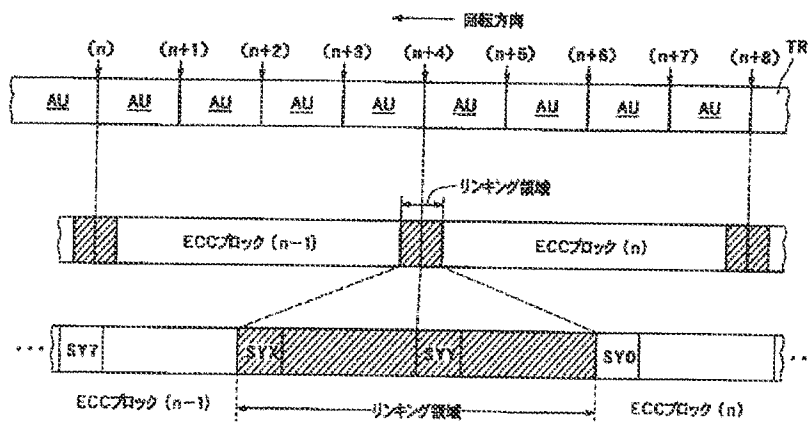 回転方向
(n) (n+1) (n+2) (n+3) (n+4) (n+5) (n+6) (n+7) (n+8) TR
AU AU AU AU AU AU AU AU
リンキング領域
ECCブロック(n-1) ECCブロック(n)
... SY7 SYX SYY SY0 ...
ECCブロック(n-1) リンキング領域 ECCブロック(n)